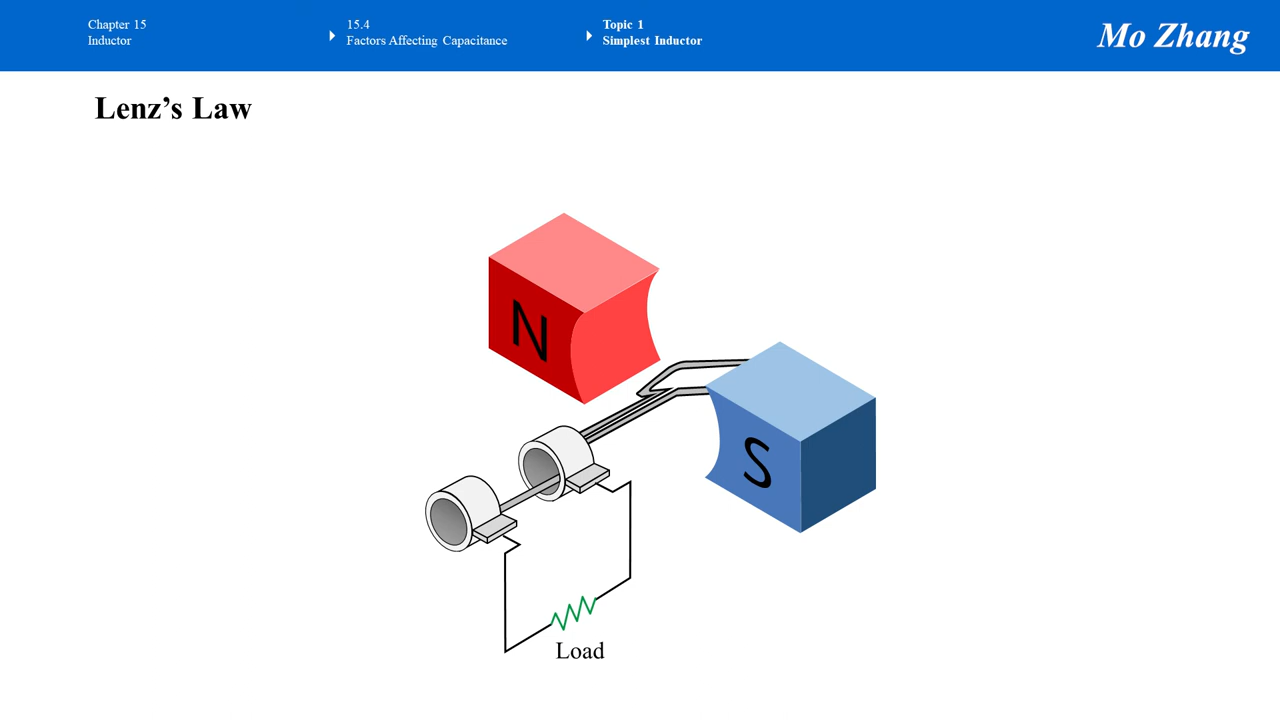 Chapter 15
Inductor
15.4
Factors Affecting Capacitance
Topic 1
Simplest Inductor
Mo Zhang
Lenz’s Law
N
S
Load